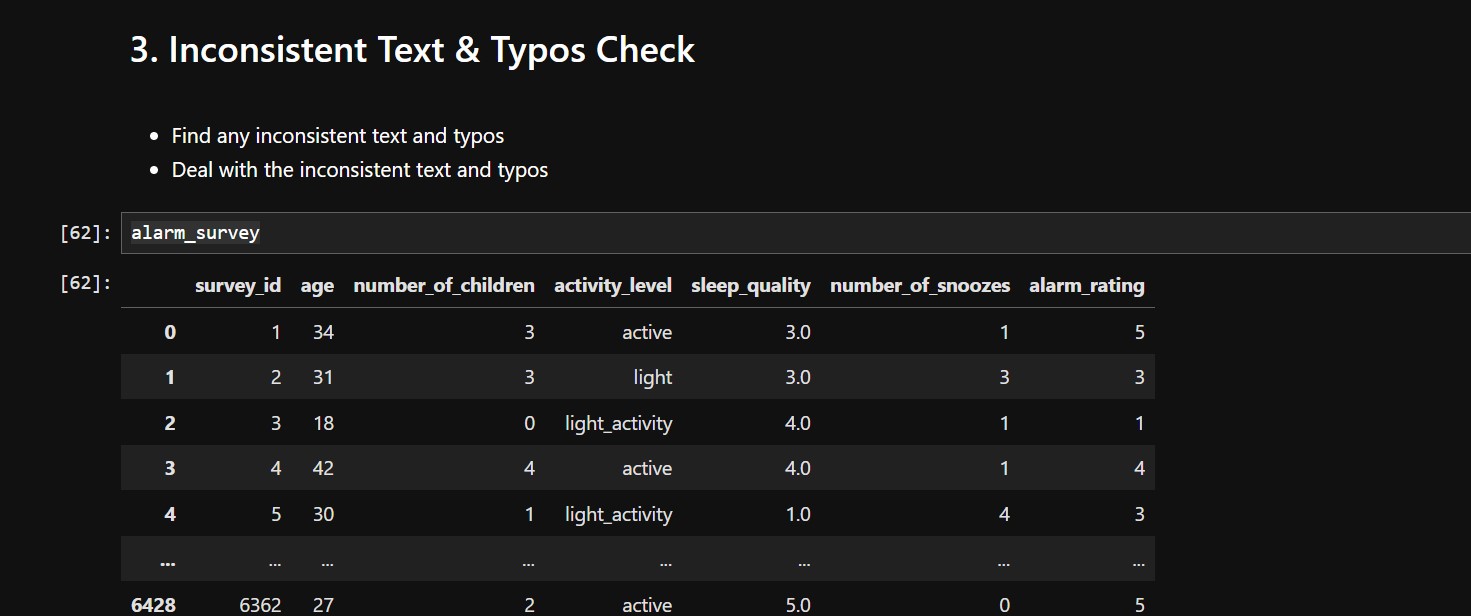 3. Inconsistent Text & Typos Check
• Find any inconsistent text and typos
• Deal with the inconsistent text and typos
[62]: alarm_survey
[62]: survey_id age number_of_children activity_level sleep_quality number_of_snoozes alarm_rating
0 1 34 3 active 3.0 1 5
1 2 31 3 light 3.0 3 3
2 3 18 0 light_activity 4.0 1 1
3 4 42 4 active 4.0 1 4
4 5 30 1 light_activity 1.0 4 3
... ... ... ... ... ... ... ...
6428 6362 27 2 active 5.0 0 5